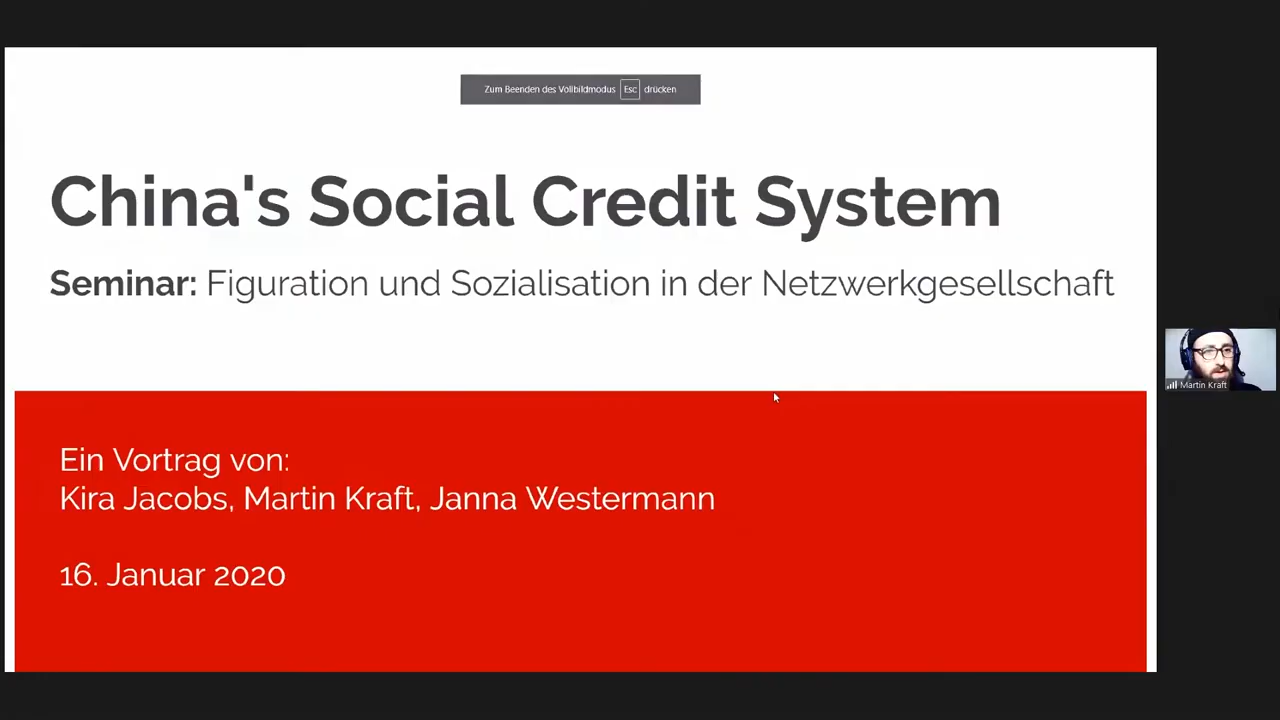 Zum Beenden des Vollbildmodus Esc drücken
China's Social Credit System
Seminar: Figuration und Sozialisation in der Netzwerkgesellschaft
Ein Vortrag von:
Kira Jacobs, Martin Kraft, Janna Westermann
16. Januar 2020
Martin Kraft